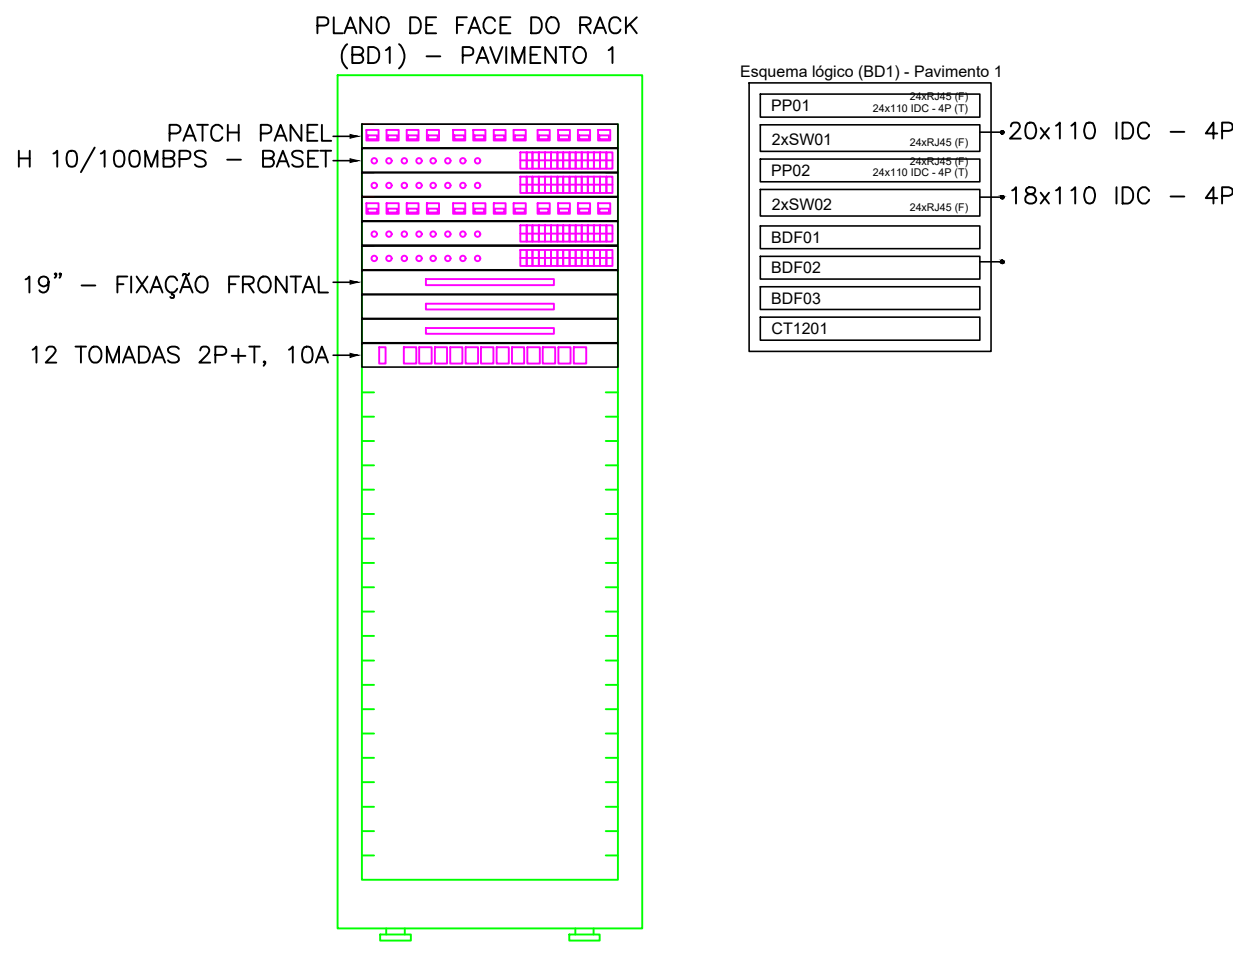 PLANO DE FACE DO RACK
(BD1) - PAVIMENTO 1
PATCH PANEL
H 10/100MBPS - BASET
19" - FIXAÇÃO FRONTAL
12 TOMADAS 2P+T, 10A
Esquema lógico (BD1) - Pavimento 1
PP01
24xRJ45 (F)
24x110 IDC - 4P (T)
2xSW01
24xRJ45 (F)
20x110 IDC - 4P
PP02
24xRJ45 (F)
24x110 IDC - 4P (T)
2xSW02
24xRJ45 (F)
18x110 IDC - 4P
BDF01
BDF02
BDF03
CT1201